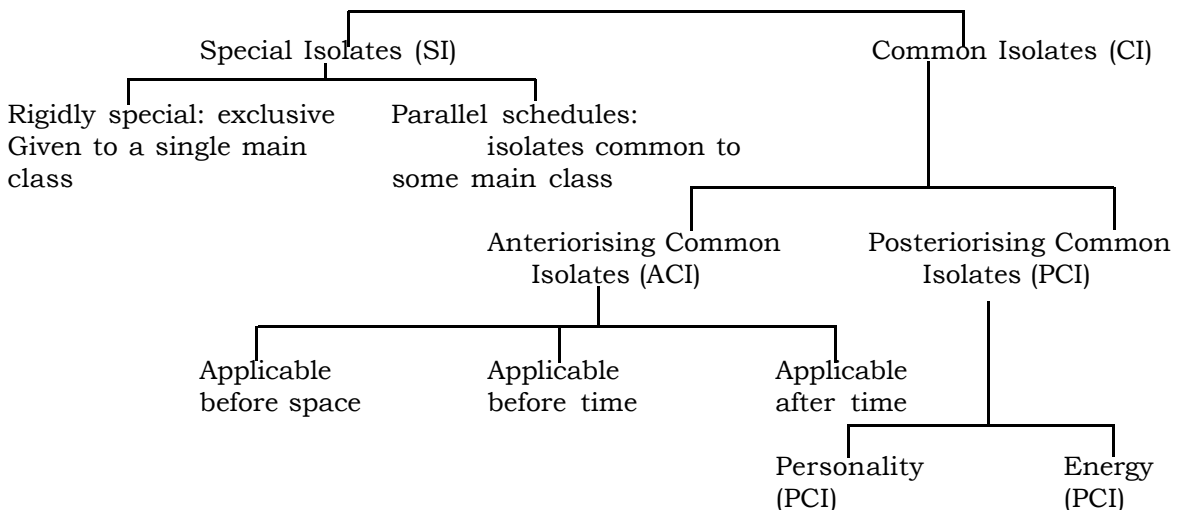 Special Isolates (SI)
Common Isolates (CI)
Rigidly special: exclusive
Given to a single main
class
Parallel schedules:
isolates common to
some main class
Anteriorising Common
Isolates (ACI)
Posteriorising Common
Isolates (PCI)
Applicable
before space
Applicable
before time
Applicable
after time
Personality
(PCI)
Energy
(PCI)